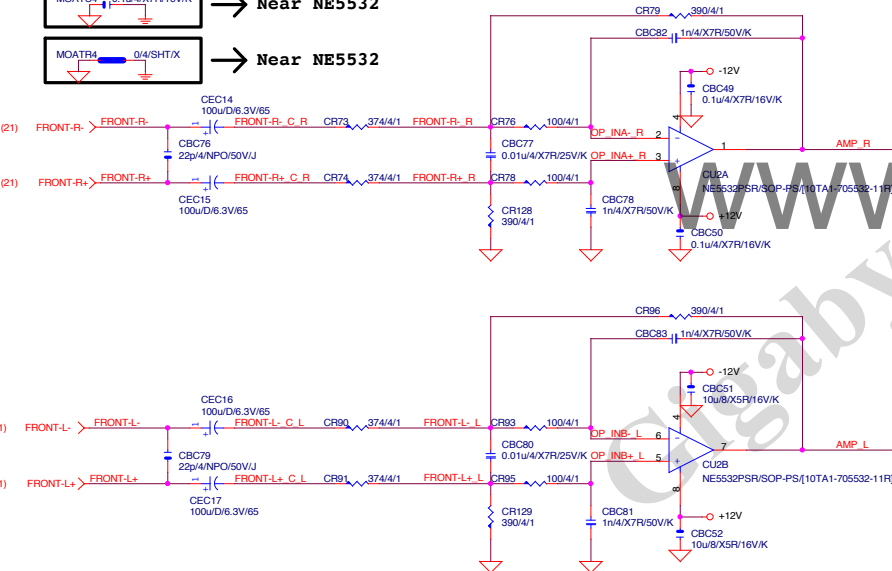 Near NE5532
MOATR4 0/4/SHT/X
Near NE5532
CR79 390/4/1
CBC82 1n/4/X7R/50V/K
-12V
CBC49
0.1u/4/X7R/16V/K
CEC14
100u/D/6.3V/65
(21) FRONT-R- FRONT-R- 1 + FRONT-R-_C_R CR73 374/4/1 FRONT-R-_R CR76 100/4/1
OP_INA-_R 2 4 1 AMP_R
CBC76
22p/4/NPO/50V/J
CBC77
0.01u/4/X7R/25V/K
OP_INA+_R 3
(21) FRONT-R+ FRONT-R+ 1 + FRONT-R+_C_R CR74 374/4/1 FRONT-R+_R CR78 100/4/1
CU2A
8 NE5532PSR/SOP-PS/[10TA1-705532-11R]
CEC15
100u/D/6.3V/65
CR128
390/4/1
CBC78
1n/4/X7R/50V/K
+12V
CBC50
0.1u/4/X7R/16V/K
www
Gigaby
CR96 390/4/1
CBC83 1n/4/X7R/50V/K
-12V
CBC51
10u/8/X5R/16V/K
CEC16
100u/D/6.3V/65
FRONT-L- FRONT-L- 1 + FRONT-L-_C_L CR90 374/4/1 FRONT-L-_L CR93 100/4/1
OP_INB-_L 6 4 7 AMP_L
CBC79
22p/4/NPO/50V/J
CBC80
0.01u/4/X7R/25V/K
OP_INB+_L 5
FRONT-L+ FRONT-L+ 1 + FRONT-L+_C_L CR91 374/4/1 FRONT-L+_L CR95 100/4/1
CU2B
8 NE5532PSR/SOP-PS/[10TA1-705532-11R]
CEC17
100u/D/6.3V/65
CR129
390/4/1
CBC81
1n/4/X7R/50V/K
+12V
CBC52
10u/8/X5R/16V/K